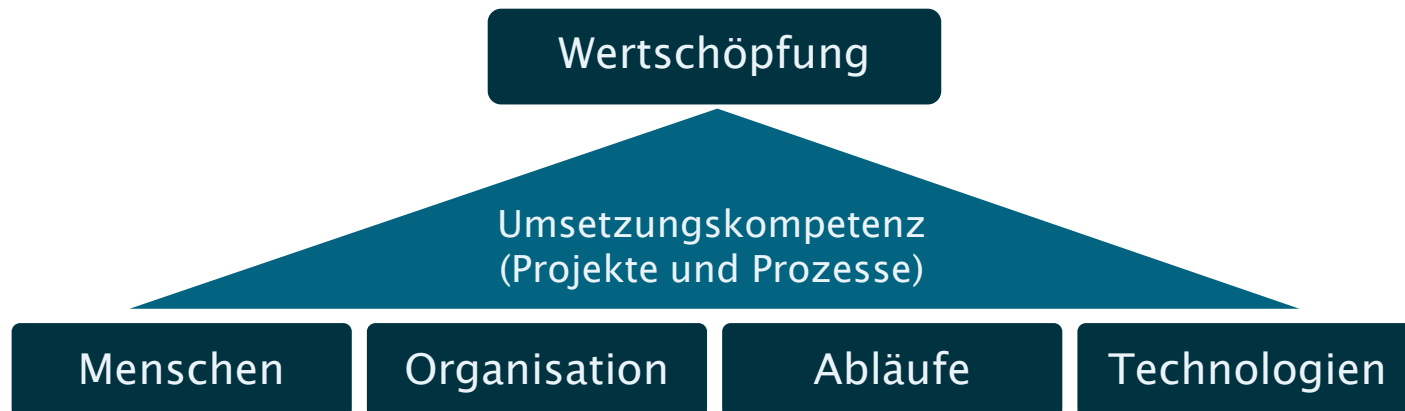 Wertschöpfung
Umsetzungskompetenz
(Projekte und Prozesse)
Menschen Organisation Abläufe Technologien